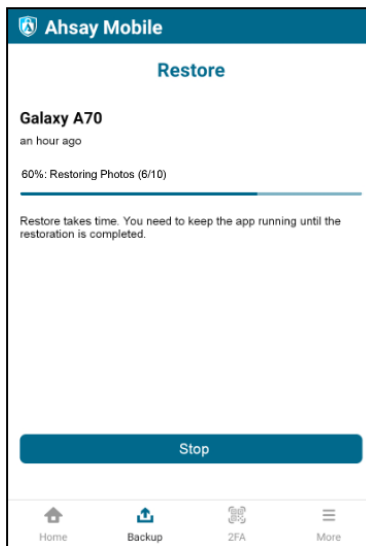 Ahsay Mobile
Restore
Galaxy A70
an hour ago
60%: Restoring Photos (6/10)
Restore takes time. You need to keep the app running until the
restoration is completed.
Stop
Home Backup 2FA More